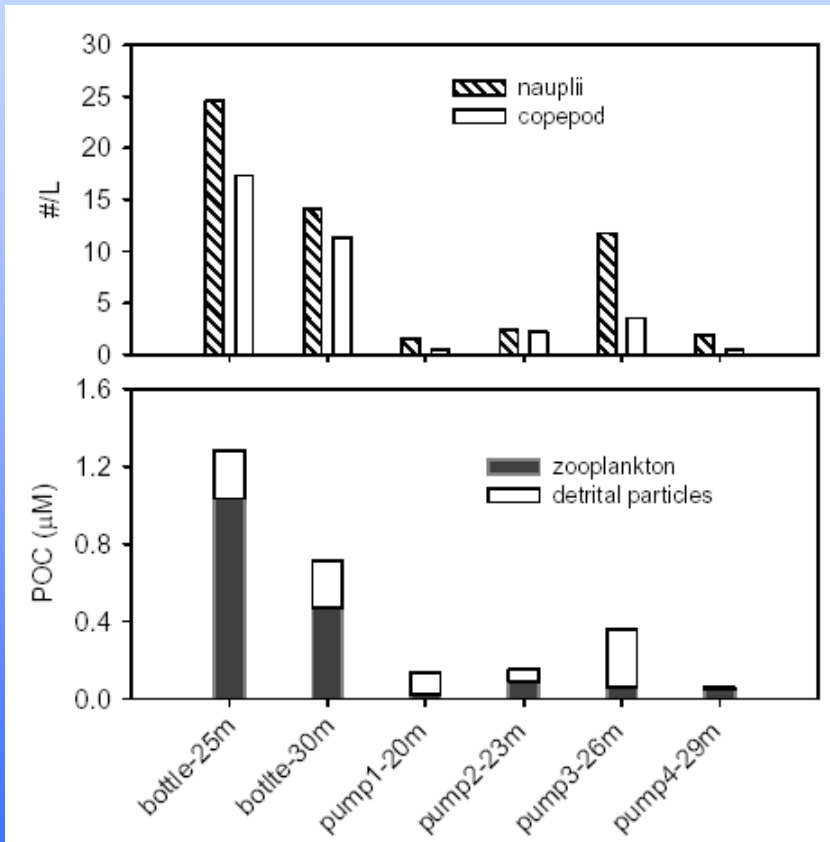 30
25
20
15
10
5
0
#/L
nauplii
copepod
1.6
1.2
0.8
0.4
0.0
POC (μM)
zooplankton
detrital particles
bottle-25m
bottlte-30m
pump1-20m
pump2-23m
pump3-26m
pump4-29m